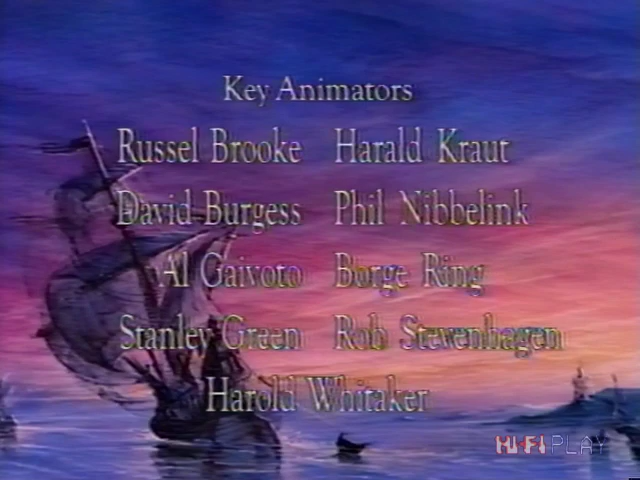 Key Animators
Russel Brooke Harald Kraut
David Burgess Phil Nibbelink
Al Gaivoto Borge Ring
Stanley Green Rob Stevenhagen
Harold Whitaker
HI-FI PLAY